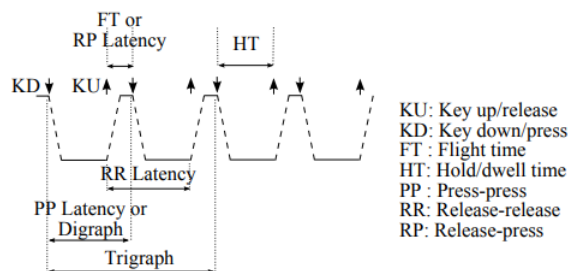 FT or
RP Latency
HT
KD
KU
RR Latency
PP Latency or
Digraph
Trigraph
KU: Key up/release
KD: Key down/press
FT : Flight time
HT: Hold/dwell time
PP : Press-press
RR: Release-release
RP: Release-press